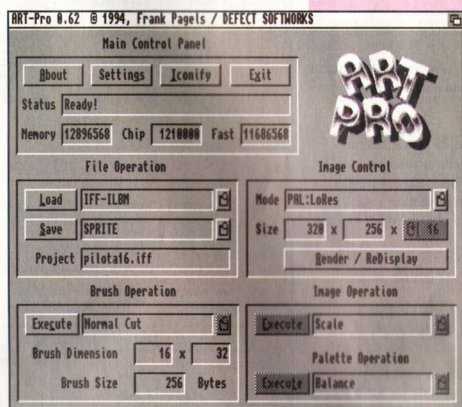 ART-Pro 0.62 © 1994, Frank Pagels / DEFECT SOFTWORKS
Main Control Panel
About Settings Iconify Exit
Status Ready!
Memory 12896568 Chip 1210000 Fast 11686568
ART PRO
File Operation
Load IFF-ILBM
Save SPRITE
Project pilota16.iff
Image Control
Mode PAL:LoRes
Size 320 x 256 x 16
Render / ReDisplay
Brush Operation
Execute Normal Cut
Brush Dimension 16 x 32
Brush Size 256 Bytes
Image Operation
Execute Scale
Palette Operation
Execute Balance